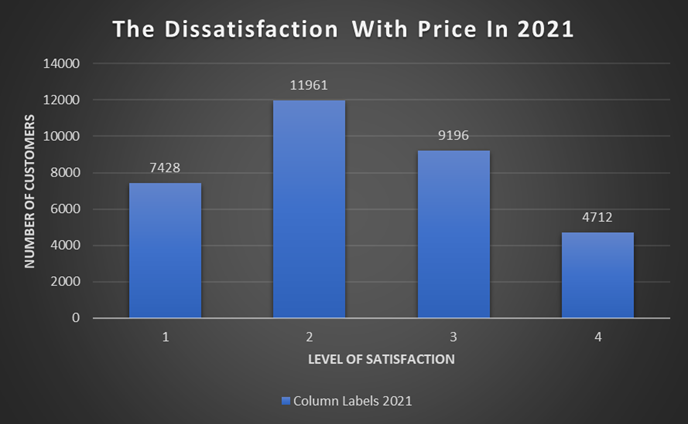 The Dissatisfaction With Price In 2021
NUMBER OF CUSTOMERS
14000
12000
10000
8000
6000
4000
2000
0
7428
11961
9196
4712
1 2 3 4
LEVEL OF SATISFACTION
Column Labels 2021